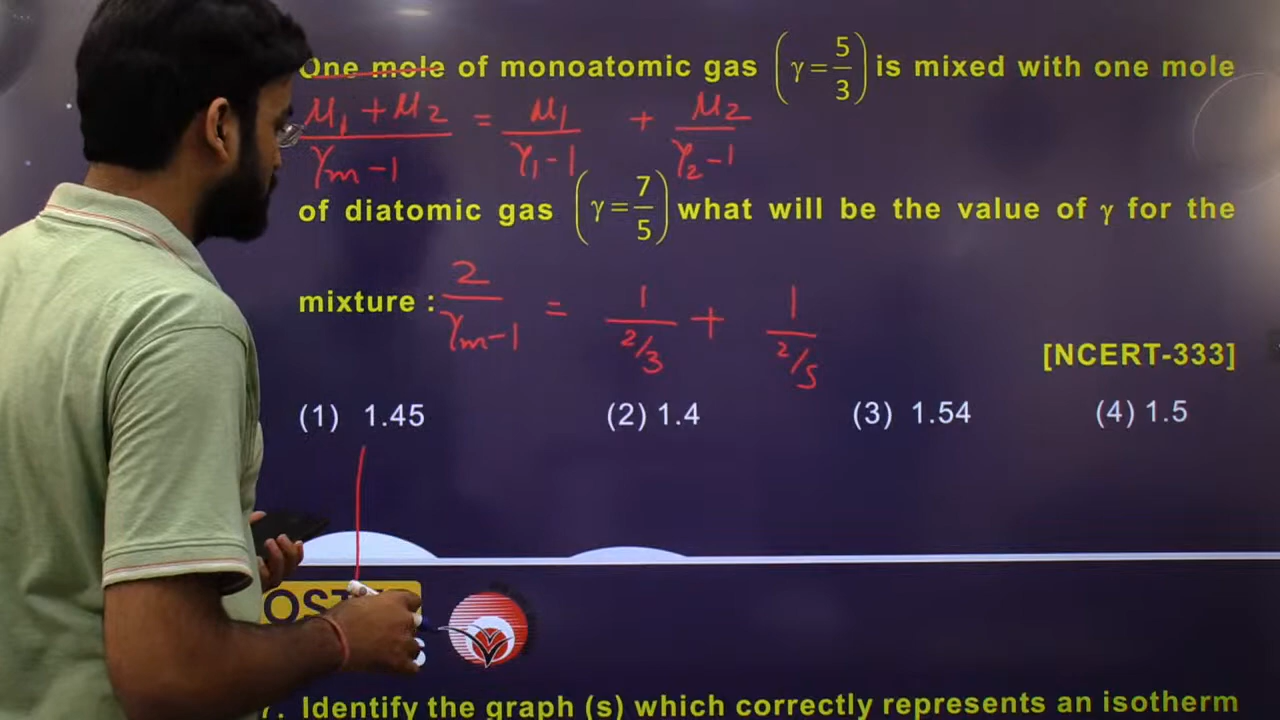 One mole of monoatomic gas (γ = 5/3) is mixed with one mole
μ₁ + μ₂ / γm - 1 = μ₁ / γ₁ - 1 + μ₂ / γ₂ - 1
of diatomic gas (γ = 7/5) what will be the value of γ for the
mixture : 2 / γm - 1 = 1 / 2/3 + 1 / 2/5
[NCERT-333]
(1) 1.45 (2) 1.4 (3) 1.54 (4) 1.5
7. Identify the graph (s) which correctly represents an isotherm